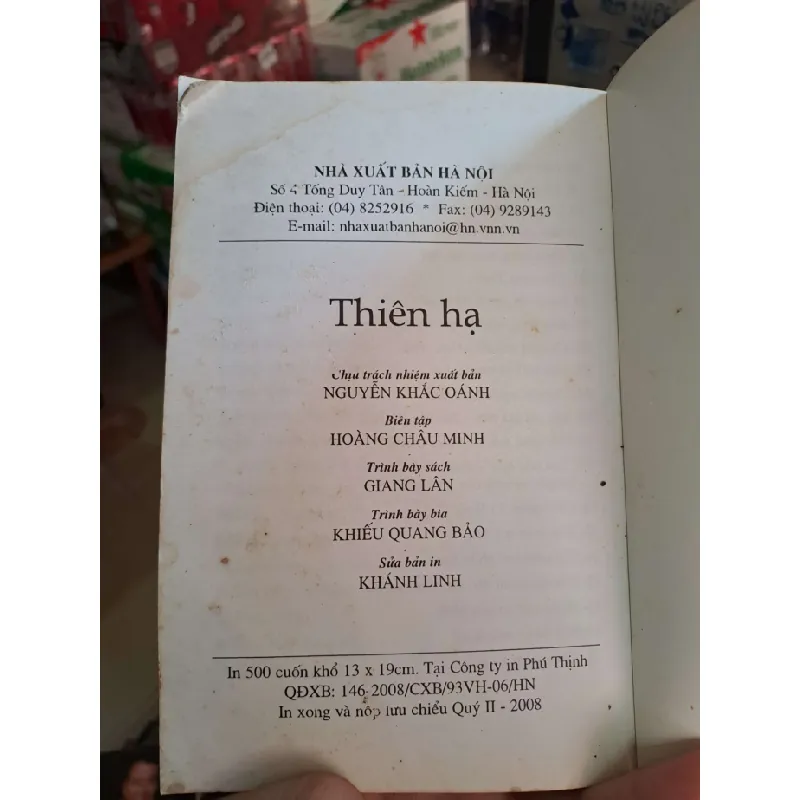 NHÀ XUẤT BẢN HÀ NỘI
Số 4 Tống Duy Tân - Hoàn Kiếm - Hà Nội
Điện thoại: (04) 8252916 * Fax: (04) 9289143
E-mail: nhaxuatbanhanoi@hn.vnn.vn
Thiên hạ
Chịu trách nhiệm xuất bản
NGUYỄN KHẮC OÁNH
Biên tập
HOÀNG CHÂU MINH
Trình bày sách
GIANG LÂN
Trình bày bìa
KHIẾU QUANG BẢO
Sửa bản in
KHÁNH LINH
In 500 cuốn khổ 13 x 19cm. Tại Công ty in Phú Thịnh
QĐXB: 146-2008/CXB/93VH-06/HN
In xong và nộp lưu chiểu Quý II - 2008